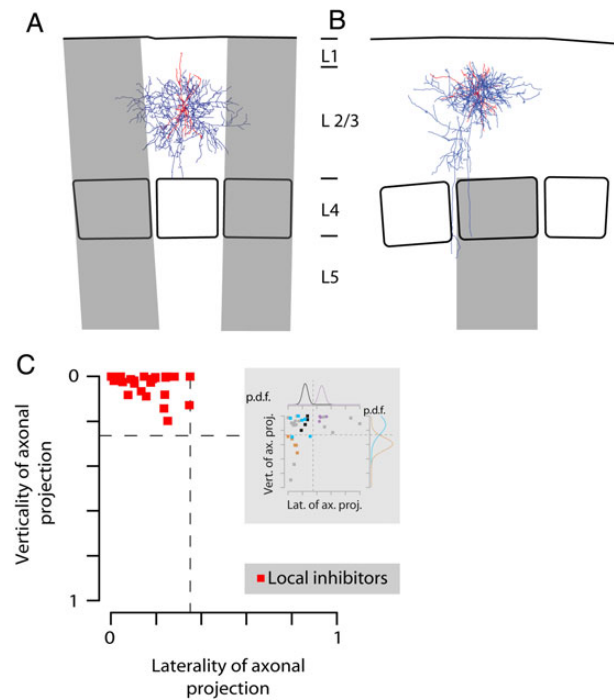 A
B
L1
L 2/3
L4
L5
C
0
1
Verticality of axonal
projection
0
1
Laterality of axonal
projection
p.d.f.
p.d.f.
Vert. of ax. proj.
Lat. of ax. proj.
Local inhibitors